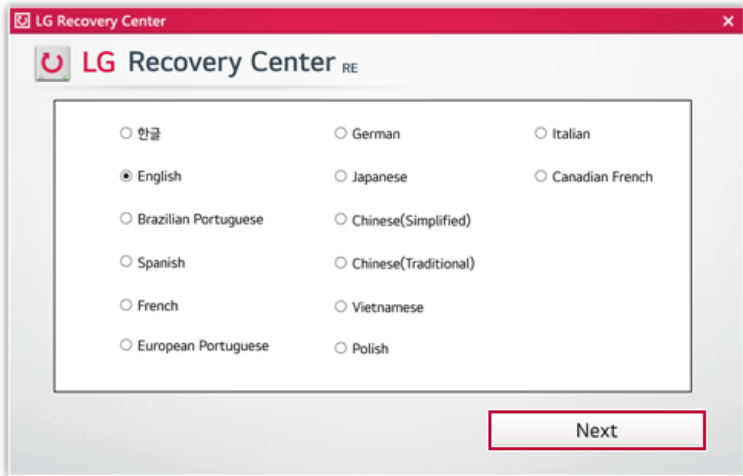 LG Recovery Center
LG Recovery Center RE
한글
English
Brazilian Portuguese
Spanish
French
European Portuguese
German
Japanese
Chinese(Simplified)
Chinese(Traditional)
Vietnamese
Polish
Italian
Canadian French
Next